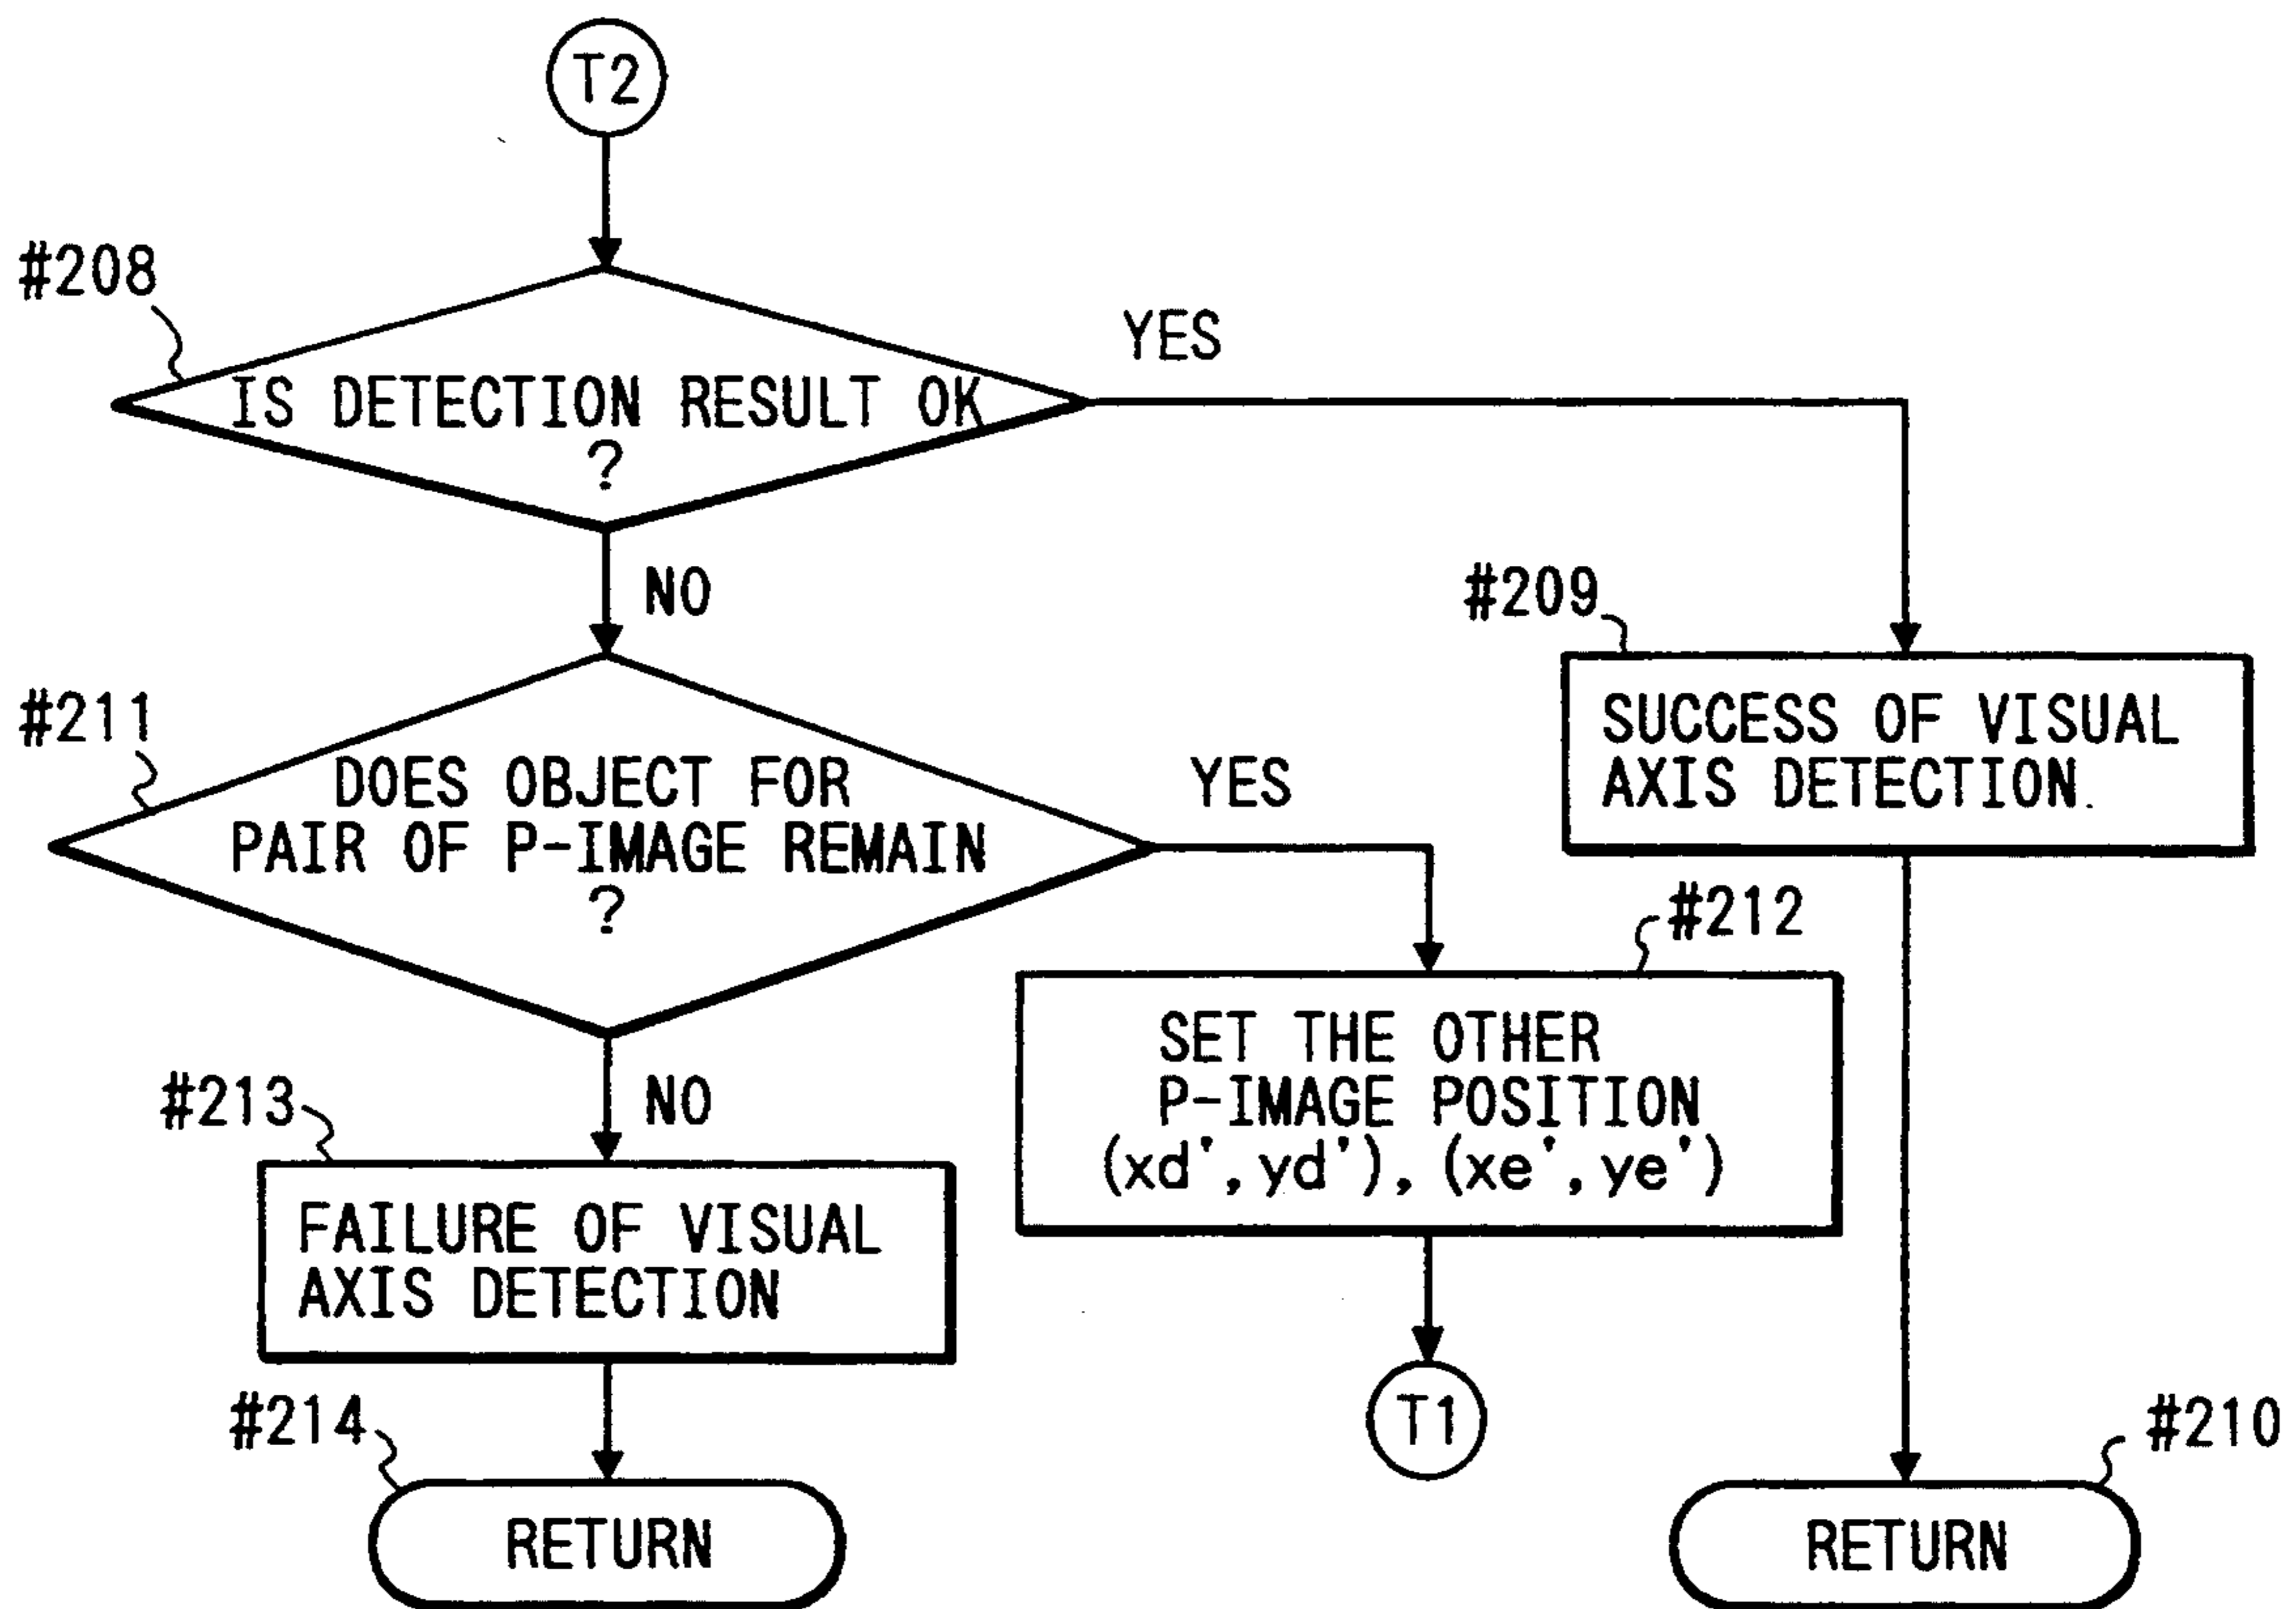 T2
#208
IS DETECTION RESULT OK
?
YES
NO
#209
SUCCESS OF VISUAL
AXIS DETECTION.
#211
DOES OBJECT FOR
PAIR OF P-IMAGE REMAIN
?
YES
#212
SET THE OTHER
P-IMAGE POSITION
(xd',yd'), (xe',ye')
NO
#213
FAILURE OF VISUAL
AXIS DETECTION
T1
#214
RETURN
#210
RETURN